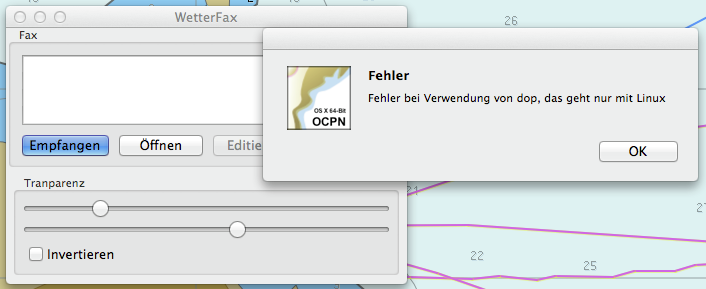 WetterFax
Fax
Empfangen
Öffnen
Editie
Tranparenz
Invertieren
Fehler
Fehler bei Verwendung von dop, das geht nur mit Linux
OS X 64-Bit
OCPN
OK
26
21
27
22
25